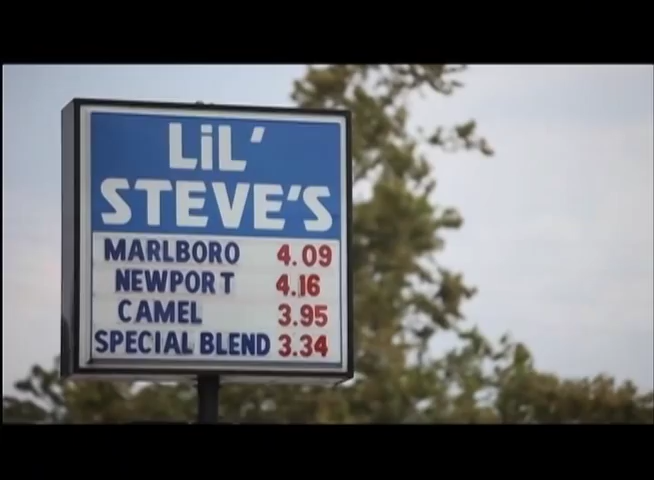 LiL'
STEVE'S
MARLBORO 4.09
NEWPORT 4.16
CAMEL 3.95
SPECIAL BLEND 3.34